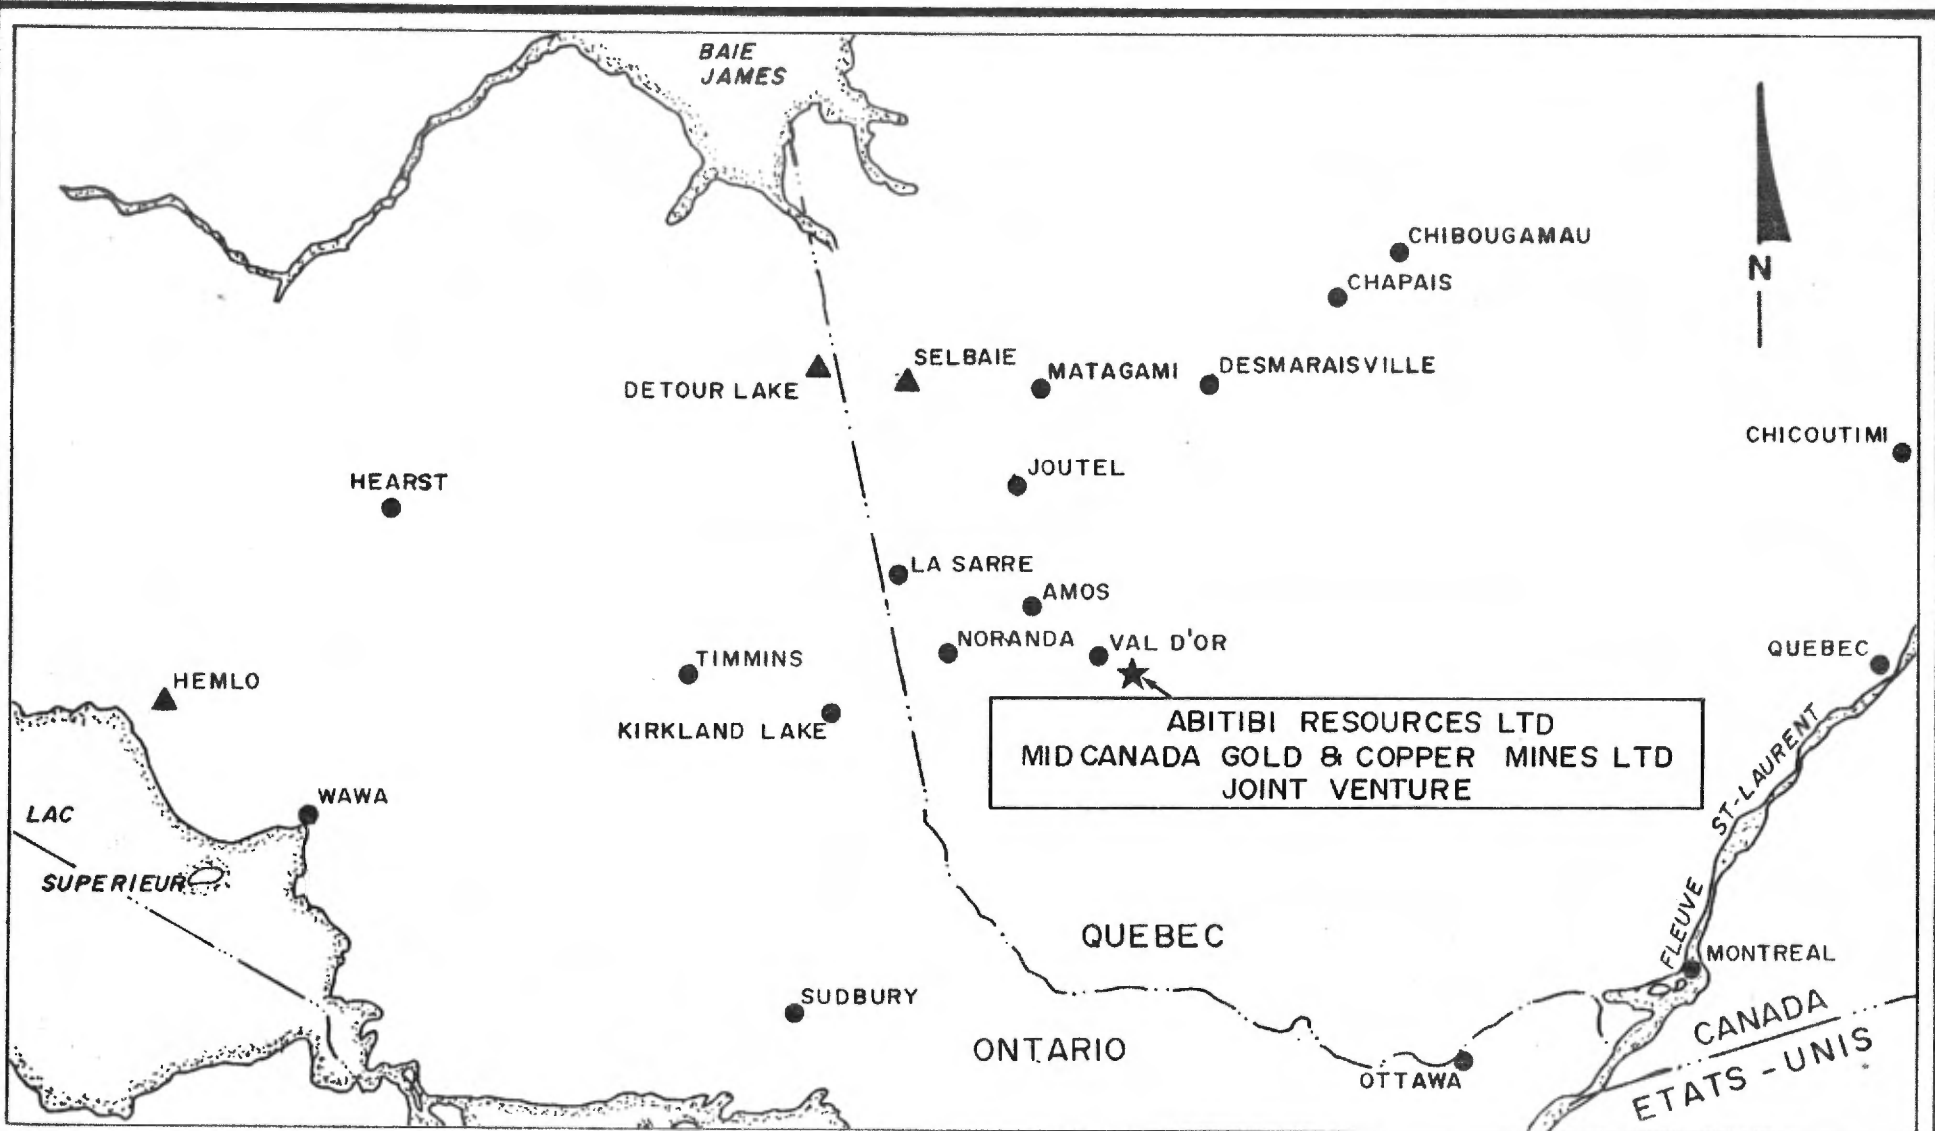 BAIE
JAMES
CHIBOUGAMAU
CHAPAIS
N
SELBAIE
DETOUR LAKE
MATAGAMI
DESMARAISVILLE
CHICOUTIMI
HEARST
JOUTEL
LA SARRE
AMOS
NORANDA
VAL D'OR
QUEBEC
TIMMINS
HEMLO
KIRKLAND LAKE
ABITIBI RESOURCES LTD
MID CANADA GOLD & COPPER MINES LTD
JOINT VENTURE
WAWA
LAC
SUPERIEUR
FLEUVE ST-LAURENT
QUEBEC
MONTREAL
SUDBURY
ONTARIO
OTTAWA
CANADA
ETATS-UNIS